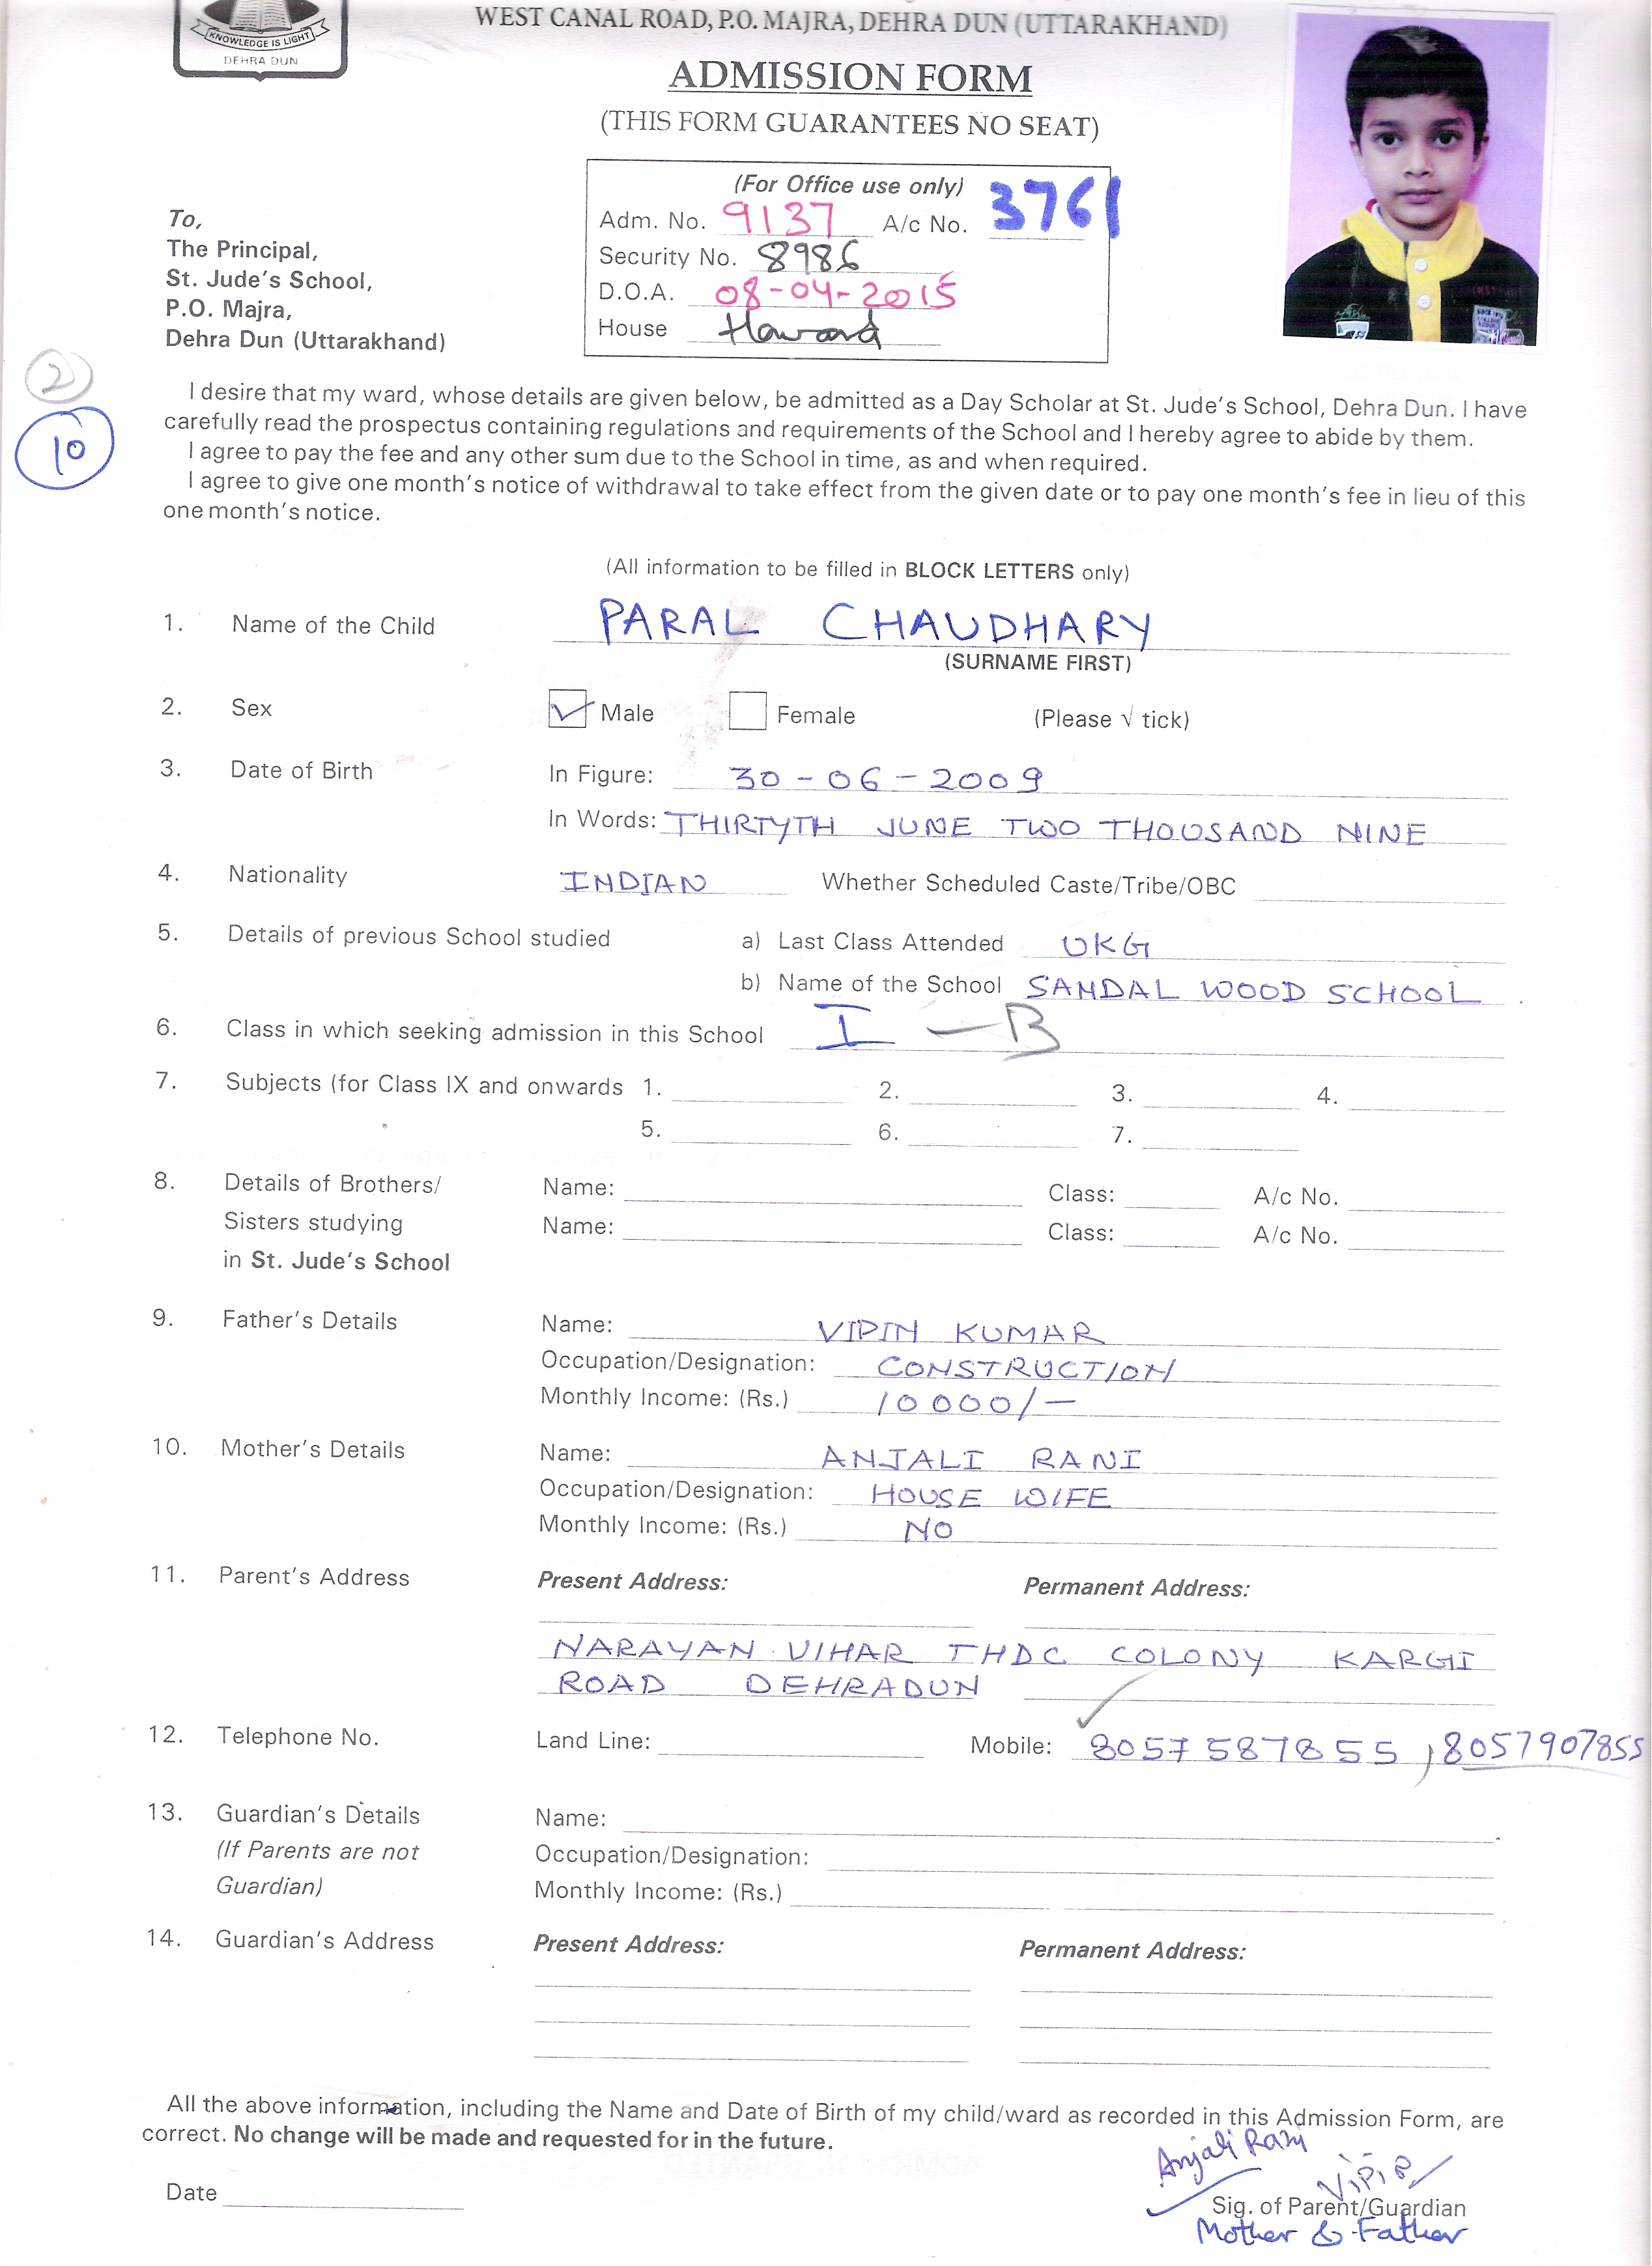 KNOWLEDGE IS LIGHT
DEHRA DUN
WEST CANAL ROAD, P.O. MAJRA, DEHRA DUN (UTTARAKHAND)
ADMISSION FORM
(THIS FORM GUARANTEES NO SEAT)
(For Office use only)
Adm. No. 9137 A/c No. 3761
Security No. 8986
D.O.A. 08-04-2015
House Howard
To,
The Principal,
St. Jude's School,
P.O. Majra,
Dehra Dun (Uttarakhand)
2
10
I desire that my ward, whose details are given below, be admitted as a Day Scholar at St. Jude's School, Dehra Dun. I have
carefully read the prospectus containing regulations and requirements of the School and I hereby agree to abide by them.
I agree to pay the fee and any other sum due to the School in time, as and when required.
I agree to give one month's notice of withdrawal to take effect from the given date or to pay one month's fee in lieu of this
one month's notice.
(All information to be filled in BLOCK LETTERS only)
1. Name of the Child PARAL CHAUDHARY
(SURNAME FIRST)
2. Sex Male Female (Please √ tick)
3. Date of Birth In Figure: 30-06-2009
In Words: THIRTYTH JUNE TWO THOUSAND NINE
4. Nationality INDIAN Whether Scheduled Caste/Tribe/OBC
5. Details of previous School studied a) Last Class Attended UKG
b) Name of the School SANDAL WOOD SCHOOL
6. Class in which seeking admission in this School I - B
7. Subjects (for Class IX and onwards 1. 2. 3. 4.
5. 6. 7.
8. Details of Brothers/ Name: Class: A/c No.
Sisters studying Name: Class: A/c No.
in St. Jude's School
9. Father's Details Name: VIPIN KUMAR
Occupation/Designation: CONSTRUCTION
Monthly Income: (Rs.) 10000/-
10. Mother's Details Name: ANJALI RANI
Occupation/Designation: HOUSE WIFE
Monthly Income: (Rs.) NO
11. Parent's Address Present Address: Permanent Address:
NARAYAN VIHAR THDC COLONY KARGI
ROAD DEHRADUN
12. Telephone No. Land Line: Mobile: 8057587855, 8057907855
13. Guardian's Details Name:
(If Parents are not Occupation/Designation:
Guardian) Monthly Income: (Rs.)
14. Guardian's Address Present Address: Permanent Address:
All the above information, including the Name and Date of Birth of my child/ward as recorded in this Admission Form, are
correct. No change will be made and requested for in the future.
Anjali Rani
Date
Sig. of Parent/Guardian
Mother & Father